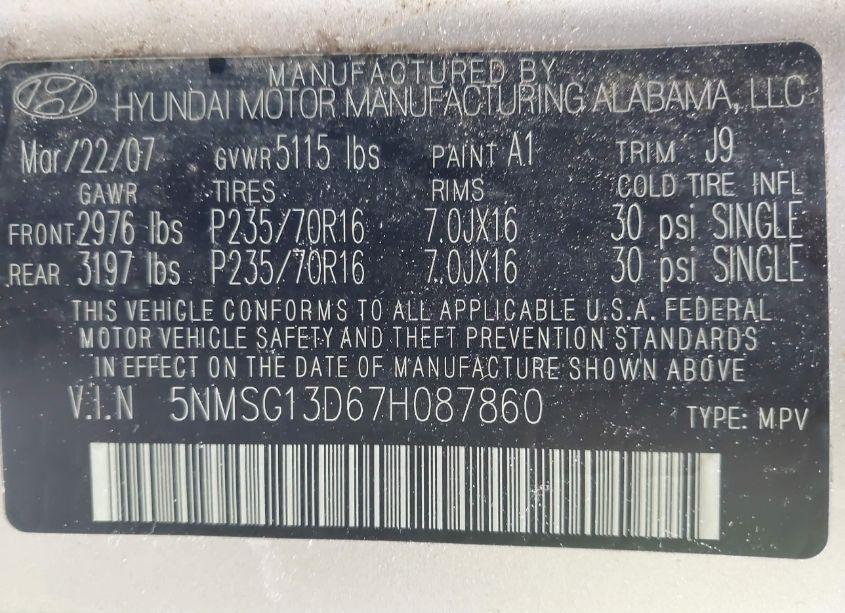 MANUFACTURED BY
HYUNDAI MOTOR MANUFACTURING ALABAMA, LLC
Mar/22/07 GVWR 5115 lbs PAINT A1 TRIM J9
GAWR TIRES RIMS COLD TIRE INFL
FRONT 2976 lbs P235/70R16 7.0JX16 30 psi SINGLE
REAR 3197 lbs P235/70R16 7.0JX16 30 psi SINGLE
THIS VEHICLE CONFORMS TO ALL APPLICABLE U.S.A. FEDERAL
MOTOR VEHICLE SAFETY AND THEFT PREVENTION STANDARDS
IN EFFECT ON THE DATE OF MANUFACTURE SHOWN ABOVE
V.I.N 5NMSG13D67H087860 TYPE: MPV